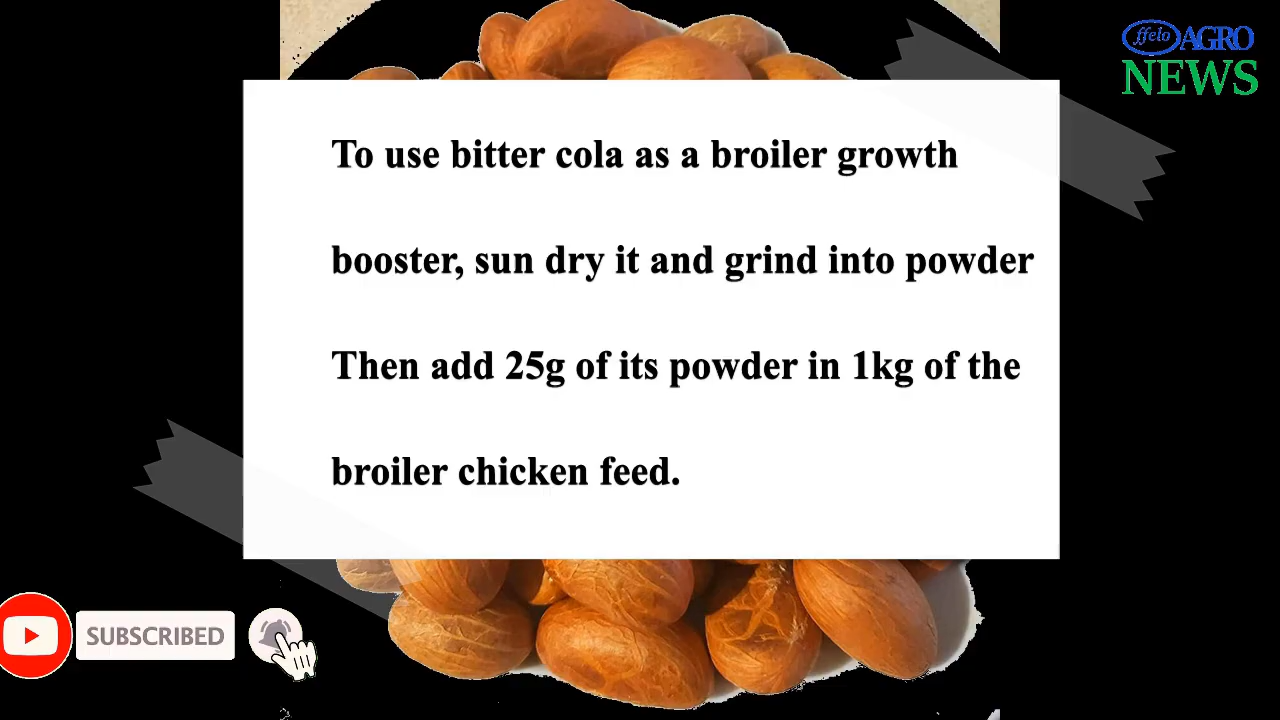 ffelo AGRO
NEWS
To use bitter cola as a broiler growth
booster, sun dry it and grind into powder
Then add 25g of its powder in 1kg of the
broiler chicken feed.
SUBSCRIBED